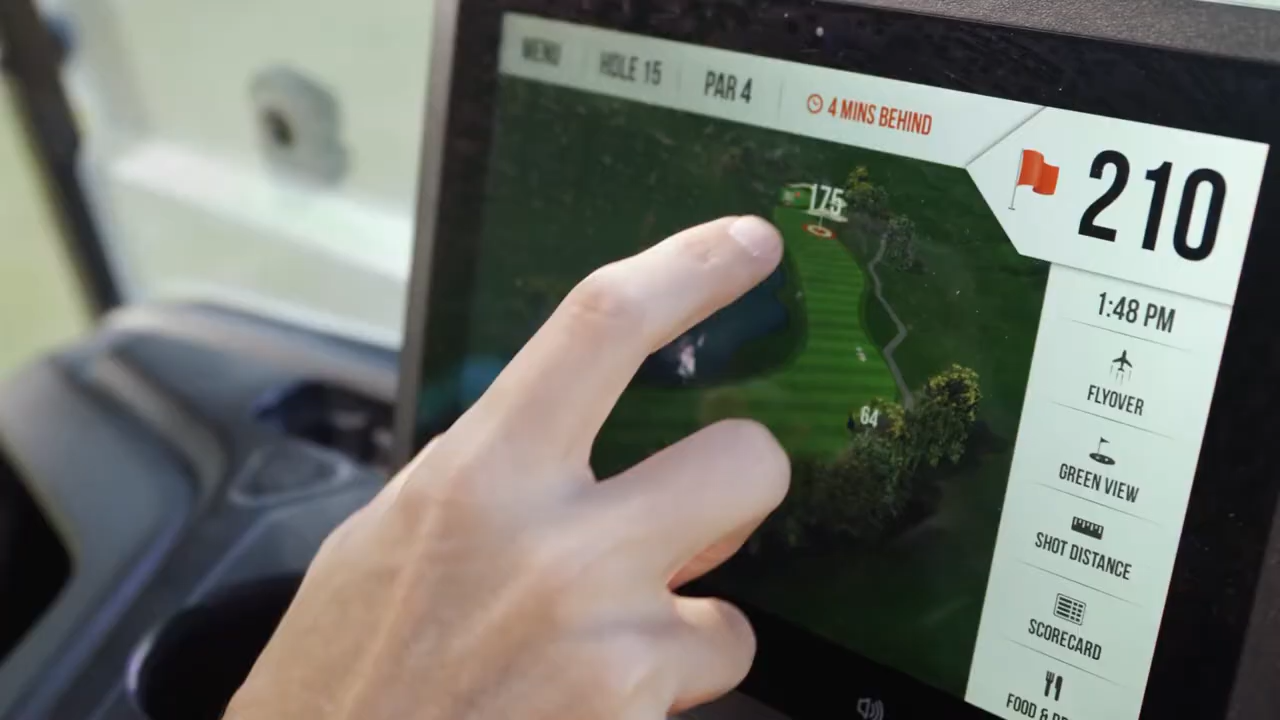 MENU
HOLE 15
PAR 4
4 MINS BEHIND
210
175
1:48 PM
FLYOVER
64
GREEN VIEW
SHOT DISTANCE
SCORECARD
FOOD &